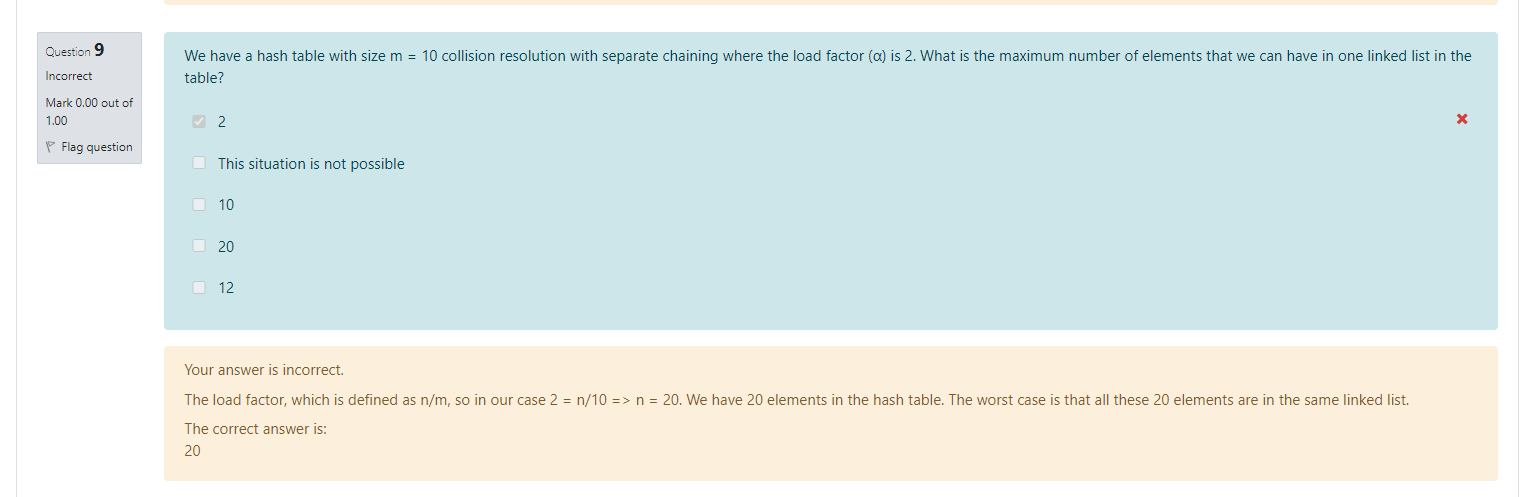 Question 9
Incorrect
Mark 0.00 out of
1.00
Flag question
We have a hash table with size m = 10 collision resolution with separate chaining where the load factor (α) is 2. What is the maximum number of elements that we can have in one linked list in the
table?
2
This situation is not possible
10
20
12
Your answer is incorrect.
The load factor, which is defined as n/m, so in our case 2 = n/10 => n = 20. We have 20 elements in the hash table. The worst case is that all these 20 elements are in the same linked list.
The correct answer is:
20